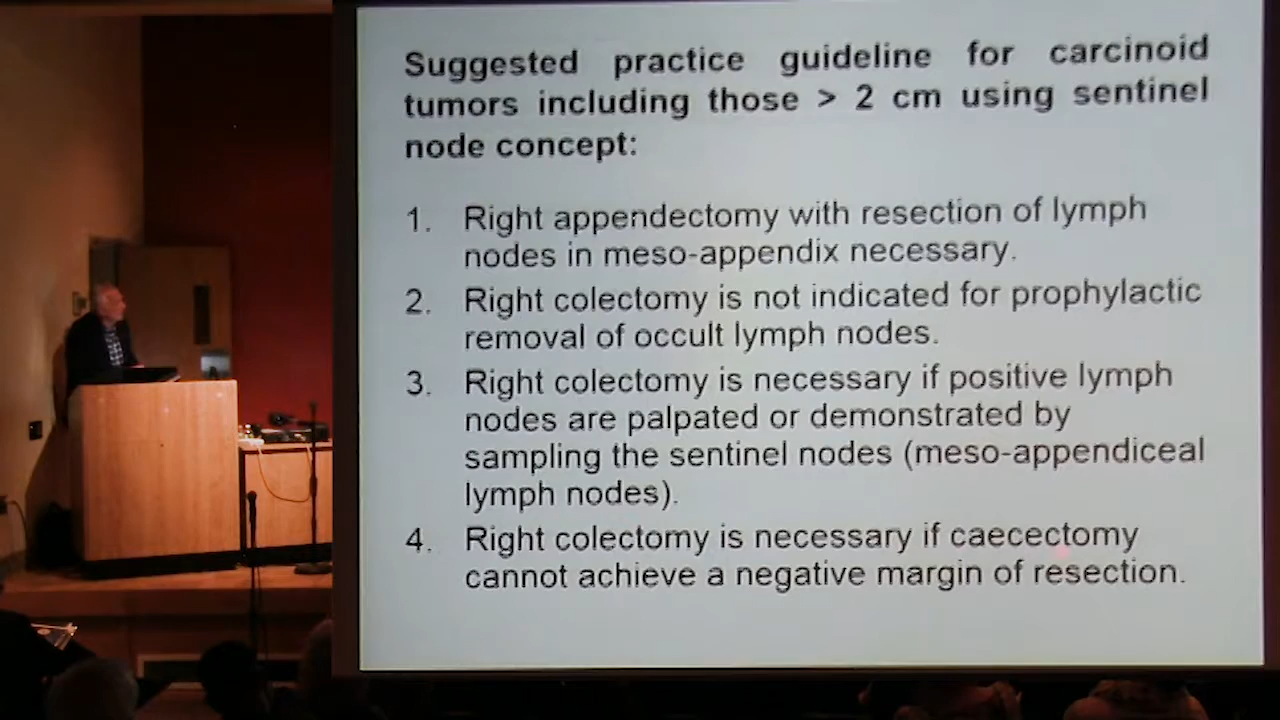 Suggested practice guideline for carcinoid
tumors including those > 2 cm using sentinel
node concept:
1. Right appendectomy with resection of lymph
nodes in meso-appendix necessary.
2. Right colectomy is not indicated for prophylactic
removal of occult lymph nodes.
3. Right colectomy is necessary if positive lymph
nodes are palpated or demonstrated by
sampling the sentinel nodes (meso-appendiceal
lymph nodes).
4. Right colectomy is necessary if caecectomy
cannot achieve a negative margin of resection.